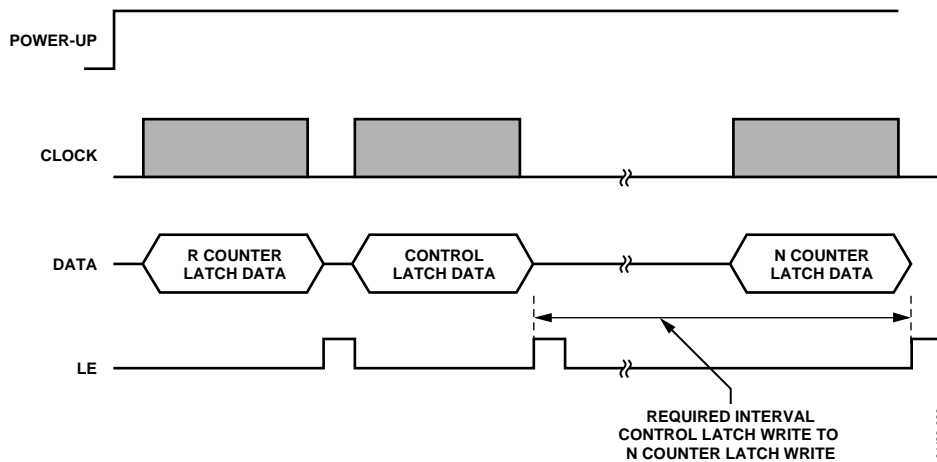 POWER-UP
CLOCK
DATA
R COUNTER
LATCH DATA
CONTROL
LATCH DATA
N COUNTER
LATCH DATA
LE
REQUIRED INTERVAL
CONTROL LATCH WRITE TO
N COUNTER LATCH WRITE